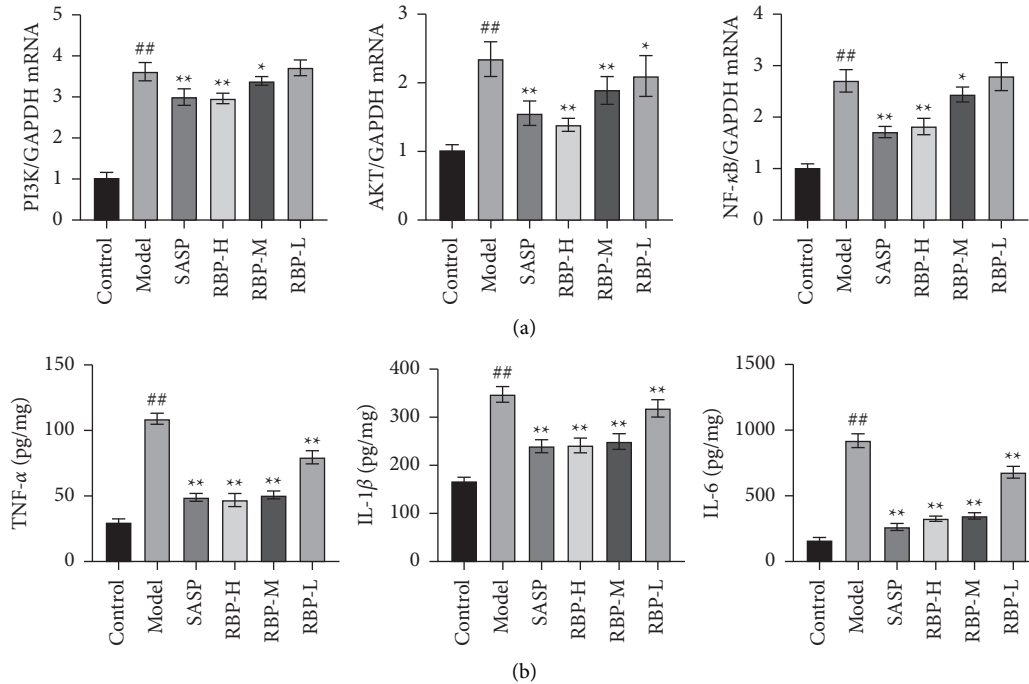 PI3K/GAPDH mRNA
5
4
3
2
1
0
##
**
**
*
Control
Model
SASP
RBP-H
RBP-M
RBP-L
AKT/GAPDH mRNA
3
2
1
0
##
**
**
**
*
Control
Model
SASP
RBP-H
RBP-M
RBP-L
NF-κB/GAPDH mRNA
4
3
2
1
0
##
**
**
*
Control
Model
SASP
RBP-H
RBP-M
RBP-L
(a)
TNF-α (pg/mg)
150
100
50
0
##
**
**
**
**
Control
Model
SASP
RBP-H
RBP-M
RBP-L
IL-1β (pg/mg)
400
300
200
100
0
##
**
**
**
**
Control
Model
SASP
RBP-H
RBP-M
RBP-L
IL-6 (pg/mg)
1500
1000
500
0
##
**
**
**
**
Control
Model
SASP
RBP-H
RBP-M
RBP-L
(b)